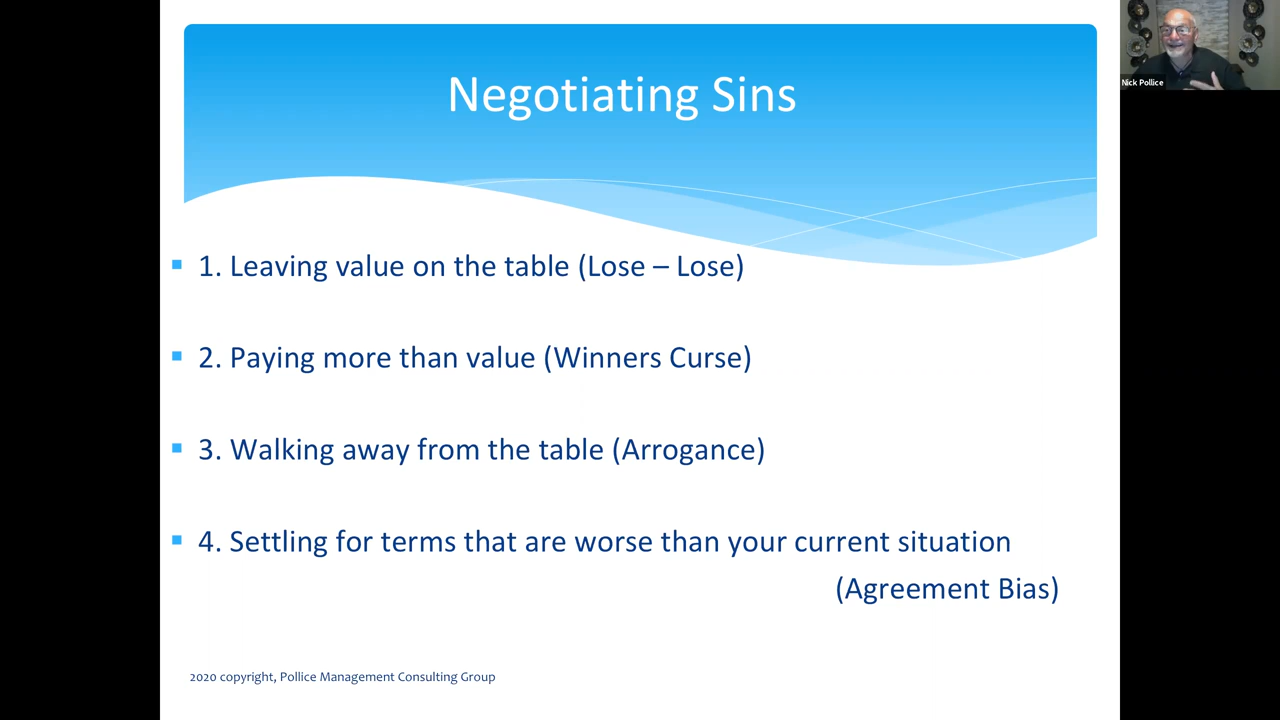 Negotiating Sins
Nick Pollice
1. Leaving value on the table (Lose – Lose)
2. Paying more than value (Winners Curse)
3. Walking away from the table (Arrogance)
4. Settling for terms that are worse than your current situation
(Agreement Bias)
2020 copyright, Pollice Management Consulting Group